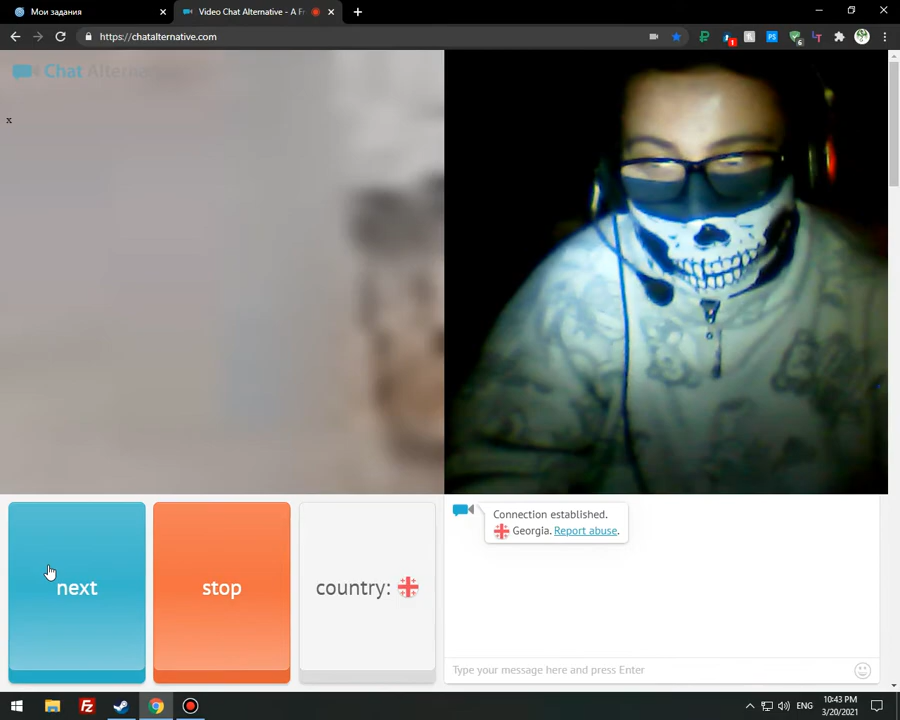 Мои задания
Video Chat Alternative - A Fr
https://chatalternative.com
Chat Alternative
x
next
stop
country:
Connection established.
Georgia. Report abuse.
Type your message here and press Enter
ENG
10:43 PM
3/20/2021